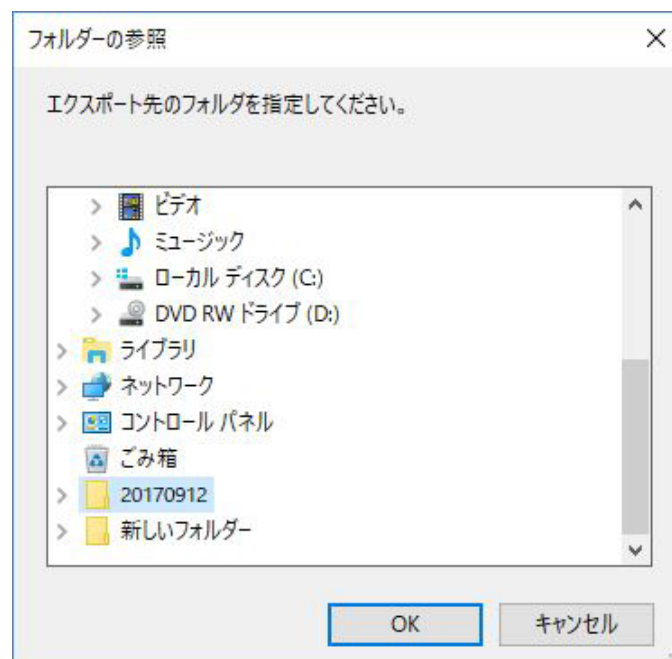 フォルダーの参照
エクスポート先のフォルダを指定してください。
ビデオ
ミュージック
ローカル ディスク (C:)
DVD RW ドライブ (D:)
ライブラリ
ネットワーク
コントロール パネル
ごみ箱
20170912
新しいフォルダー
OK
キャンセル